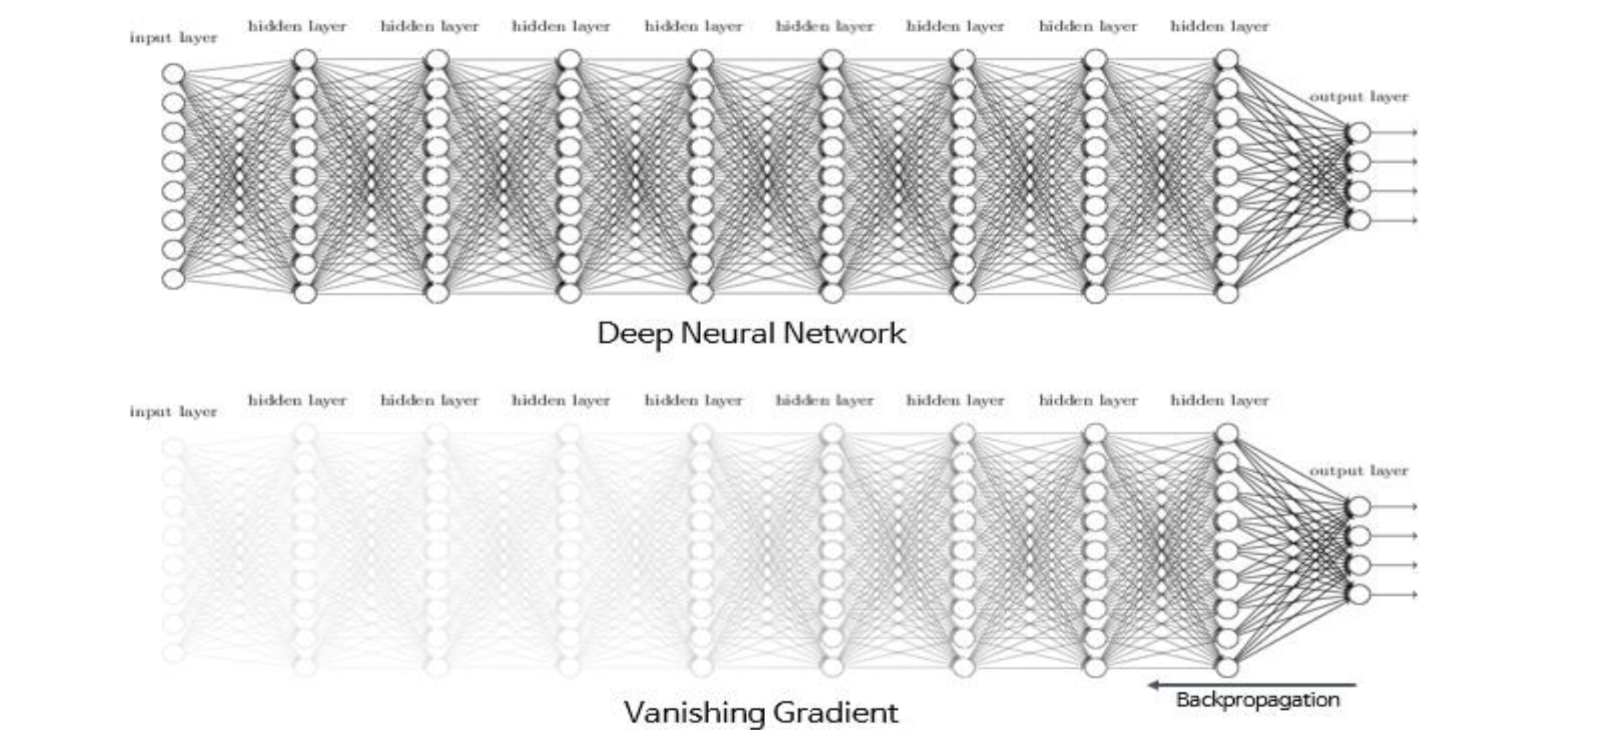 hidden layer hidden layer hidden layer hidden layer hidden layer hidden layer hidden layer hidden layer
input layer
output layer
Deep Neural Network
hidden layer hidden layer hidden layer hidden layer hidden layer hidden layer hidden layer hidden layer
input layer
output layer
Backpropagation
Vanishing Gradient